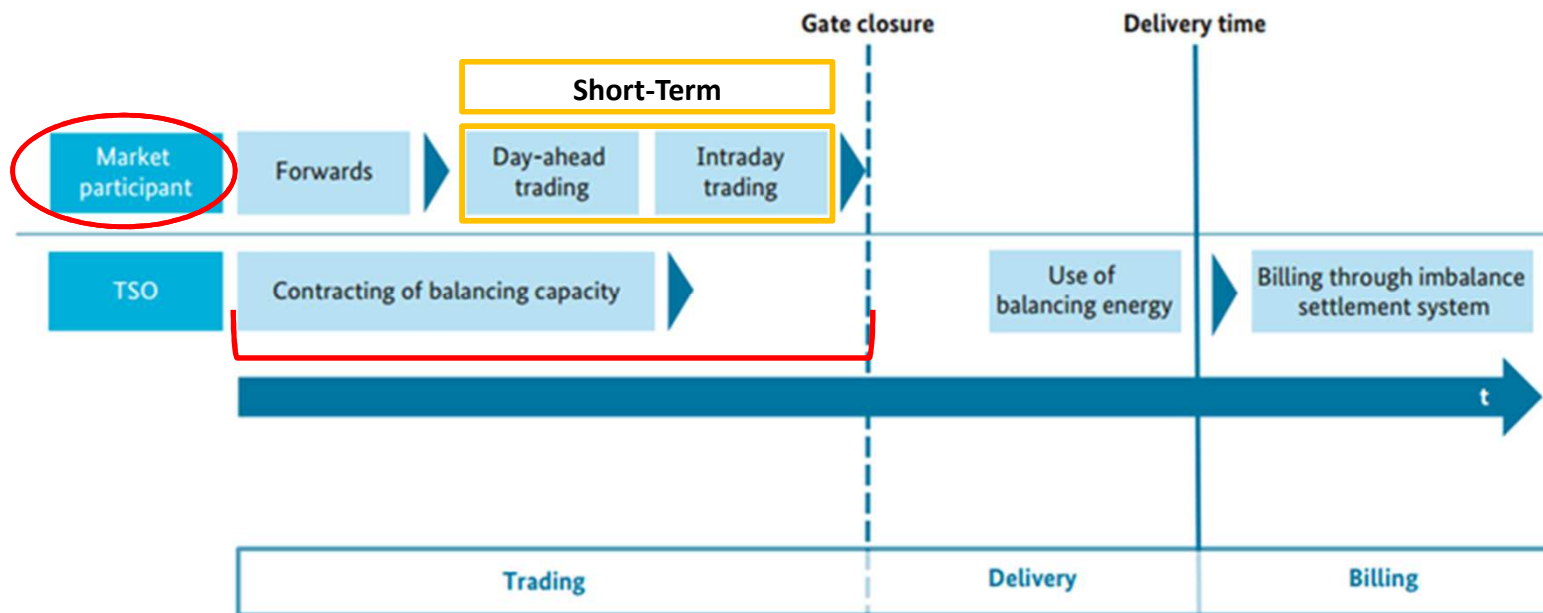 Gate closure
Delivery time
Short-Term
Market
participant
Forwards
Day-ahead
trading
Intraday
trading
TSO
Contracting of balancing capacity
Use of
balancing energy
Billing through imbalance
settlement system
t
Trading
Delivery
Billing